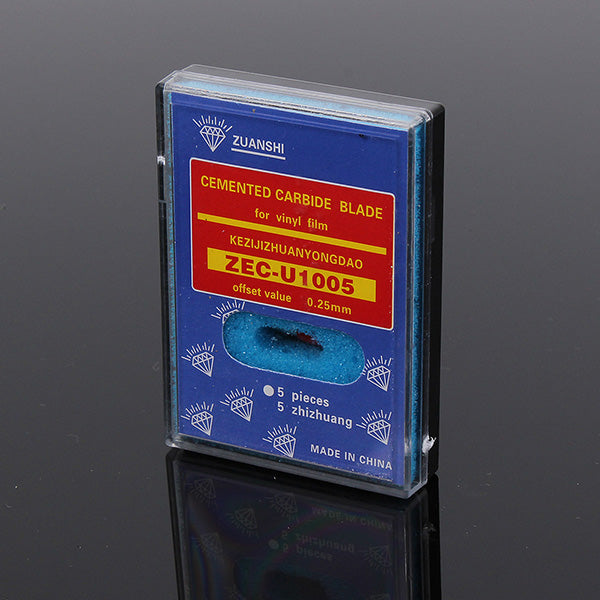 ZUANSHI
CEMENTED CARBIDE BLADE
for vinyl film
KEZIJIZHUANYONGDAO
ZEC-U1005
offset value 0.25mm
5 pieces
5 zhizhuang
MADE IN CHINA